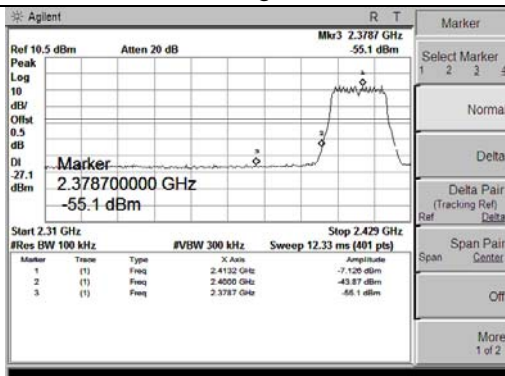 Agilent R T
Mkr3 2.3787 GHz
Ref 10.5 dBm Atten 20 dB -55.1 dBm
Peak
Log
10
dB/
Offst
0.5
dB
DI
-27.1
dBm
1
2
3
Marker
2.378700000 GHz
-55.1 dBm
Start 2.31 GHz Stop 2.429 GHz
#Res BW 100 kHz #VBW 300 kHz Sweep 12.33 ms (401 pts)
Marker Trace Type X Axis Amplitude
1 (1) Freq 2.4132 GHz -7.126 dBm
2 (1) Freq 2.4000 GHz -43.87 dBm
3 (1) Freq 2.3787 GHz -55.1 dBm
Marker
Select Marker
1 2 3 4
Normal
Delta
Delta Pair
(Tracking Ref)
Ref Delta
Span Pair
Span Center
Off
More
1 of 2